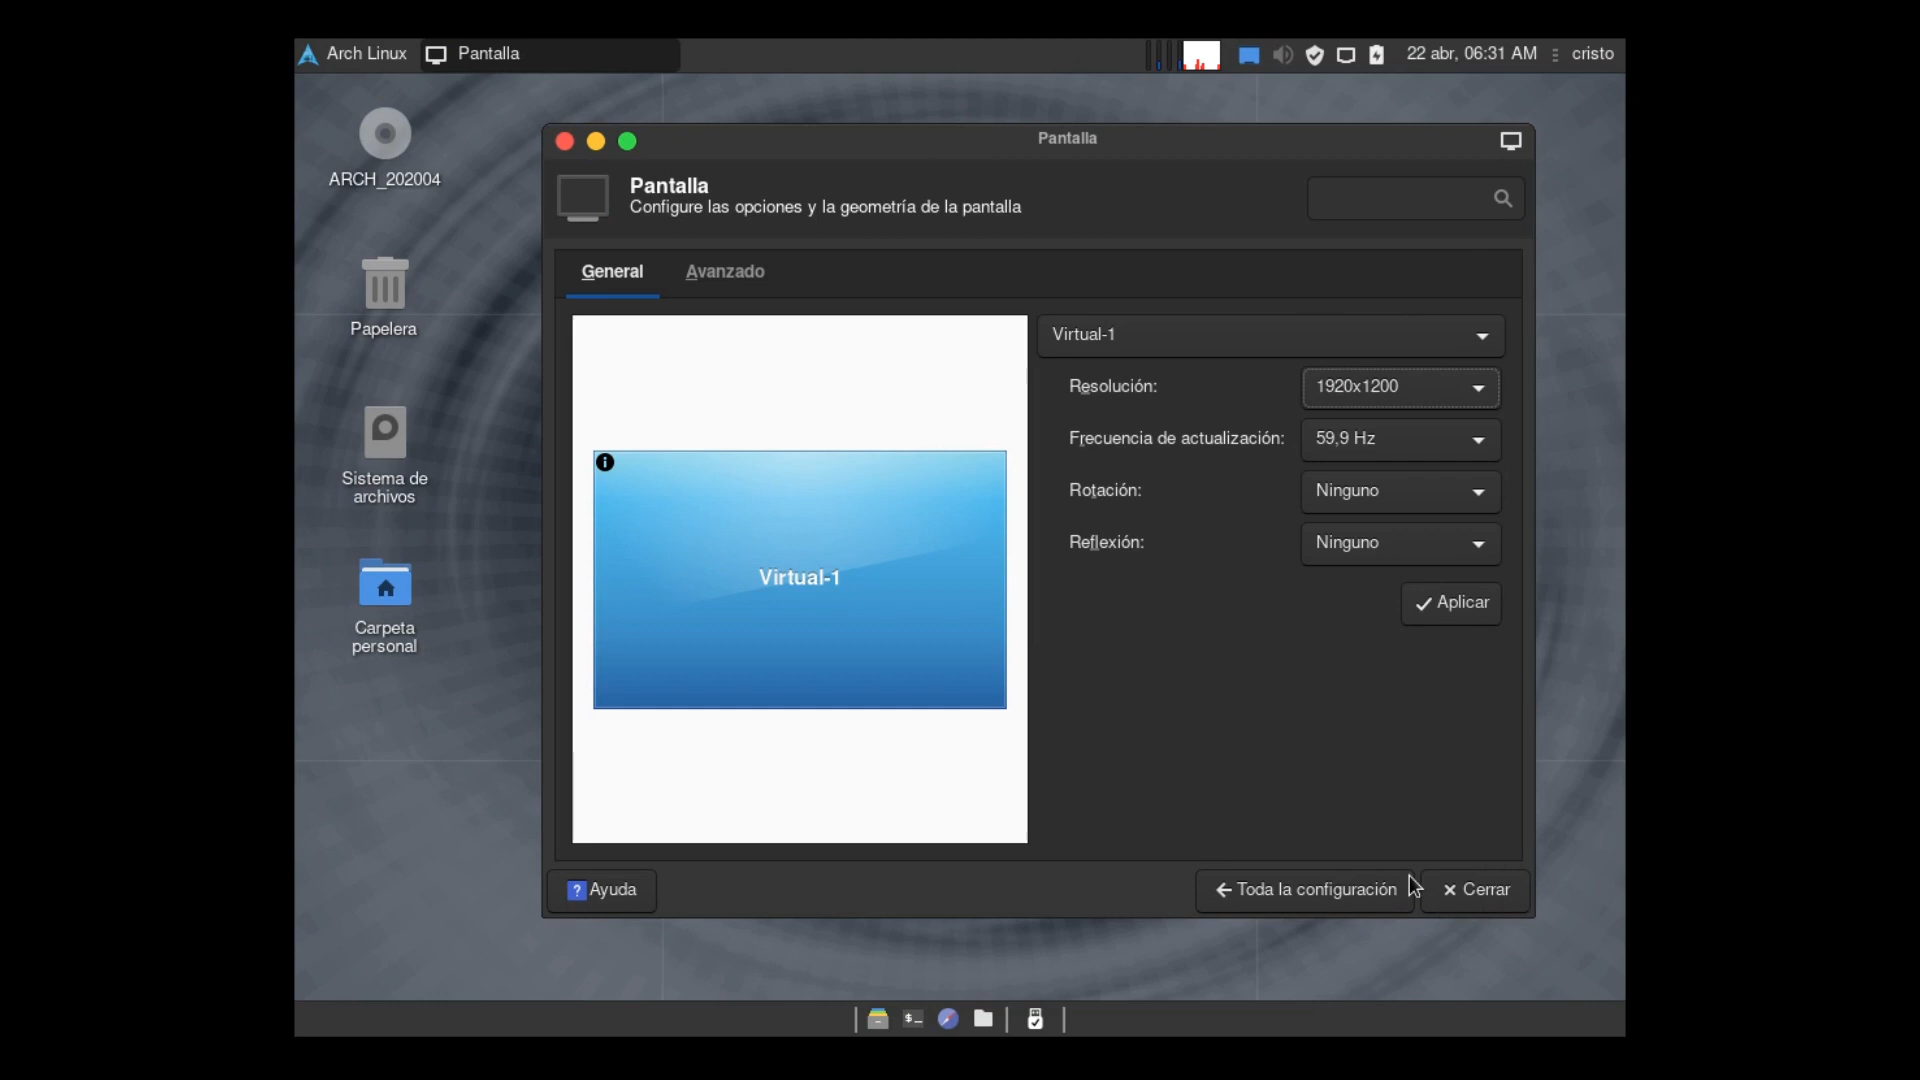 Arch Linux
Pantalla
22 abr, 06:31 AM
cristo
ARCH_202004
Papelera
Sistema de
archivos
Carpeta
personal
Pantalla
Pantalla
Configure las opciones y la geometría de la pantalla
General
Avanzado
Virtual-1
Virtual-1
Resolución:
1920x1200
Frecuencia de actualización:
59,9 Hz
Rotación:
Ninguno
Reflexión:
Ninguno
Aplicar
? Ayuda
Toda la configuración
Cerrar
$_